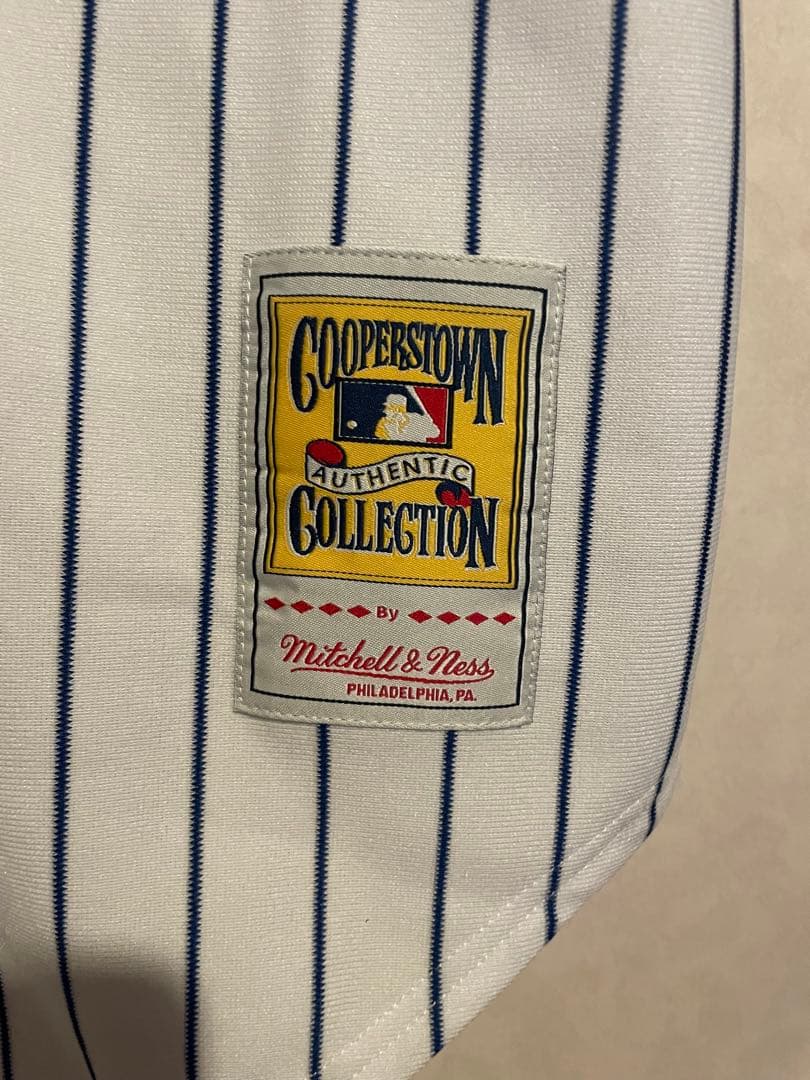 COOPERSTOWN
AUTHENTIC
COLLECTION
By
Mitchell & Ness
PHILADELPHIA, PA.